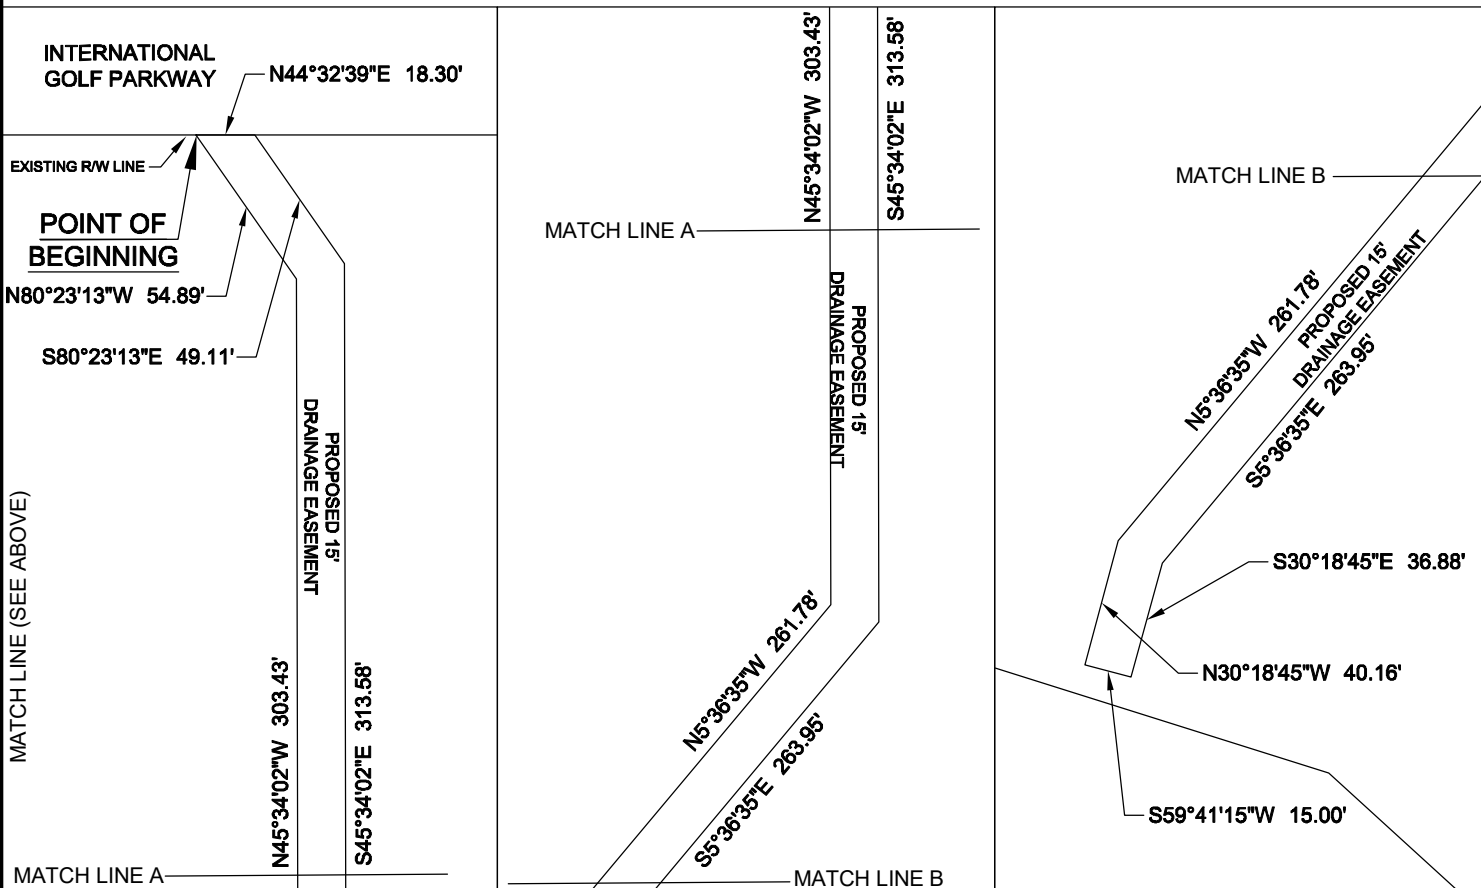 INTERNATIONAL
GOLF PARKWAY
N44°32'39"E 18.30'
EXISTING R/W LINE
POINT OF
BEGINNING
N80°23'13"W 54.89'
S80°23'13"E 49.11'
PROPOSED 15'
DRAINAGE EASEMENT
N45°34'02"W 303.43'
S45°34'02"E 313.58'
MATCH LINE (SEE ABOVE)
MATCH LINE A
N45°34'02"W 303.43'
S45°34'02"E 313.58'
MATCH LINE A
PROPOSED 15'
DRAINAGE EASEMENT
N5°36'35"W 261.78'
S5°36'35"E 263.95'
MATCH LINE B
MATCH LINE B
N5°36'35"W 261.78'
PROPOSED 15'
DRAINAGE EASEMENT
S5°36'35"E 263.95'
S30°18'45"E 36.88'
N30°18'45"W 40.16'
S59°41'15"W 15.00'